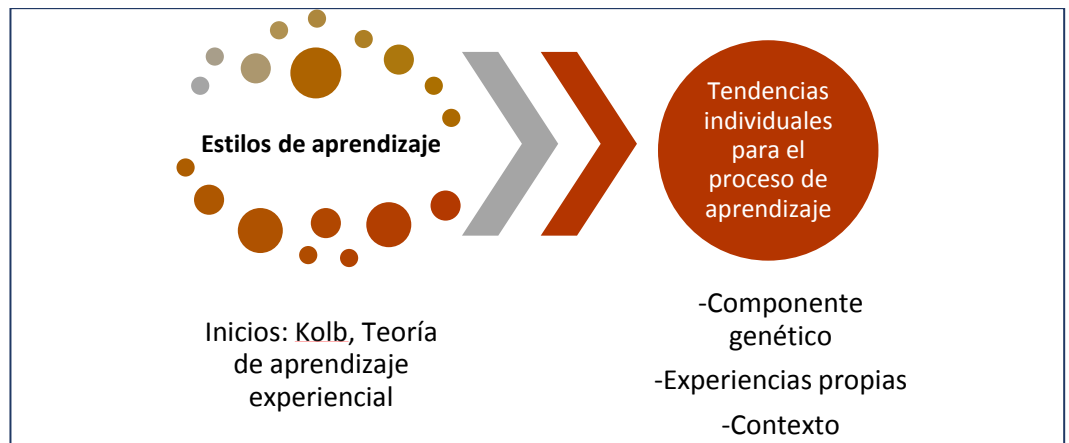 Estilos de aprendizaje
Inicios: Kolb, Teoría
de aprendizaje
experiencial
Tendencias
individuales
para el
proceso de
aprendizaje
-Componente
genético
-Experiencias propias
-Contexto